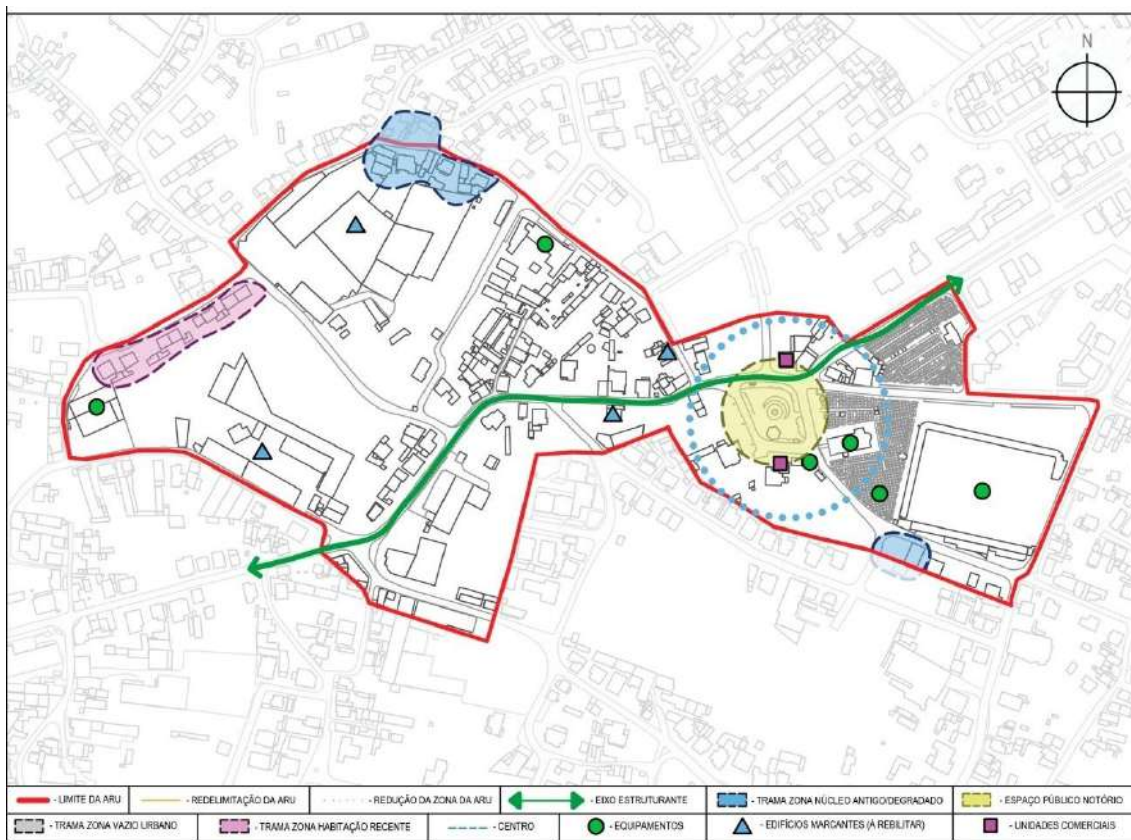 N
- LIMITE DA ARU - REDELIMITAÇÃO DA ARU - REDUÇÃO DA ZONA DA ARU - EIXO ESTRUTURANTE - TRAMA ZONA NÚCLEO ANTIGO/DEGRADADO - ESPAÇO PÚBLICO NOTÓRIO
- TRAMA ZONA VAZIO URBANO - TRAMA ZONA HABITAÇÃO RECENTE - CENTRO - EQUIPAMENTOS - EDIFÍCIOS MARCANTES (À REBILITAR) - UNIDADES COMERCIAIS